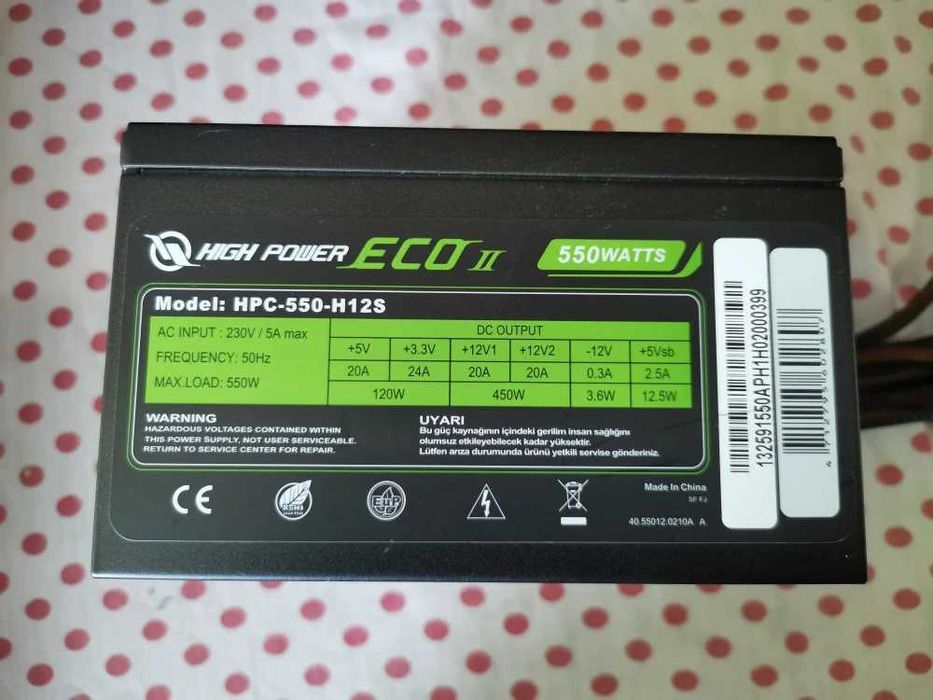 HIGH POWER ECO II
550WATTS
Model: HPC-550-H12S
AC INPUT : 230V / 5A max
FREQUENCY: 50Hz
MAX.LOAD: 550W
DC OUTPUT
+5V +3.3V +12V1 +12V2 -12V +5Vsb
20A 24A 20A 20A 0.3A 2.5A
120W 450W 3.6W 12.5W
WARNING
HAZARDOUS VOLTAGES CONTAINED WITHIN
THIS POWER SUPPLY, NOT USER SERVICEABLE.
RETURN TO SERVICE CENTER FOR REPAIR.
UYARI
Bu güç kaynağının içindeki gerilim insan sağlığını
olumsuz etkileyebilecek kadar yüksektir.
Lütfen arıza durumunda ürünü yetkili servise gönderiniz.
CE
RoHS
ErP
Made In China
SF FJ
40.55012.0210A A
132591550APH1H02000399